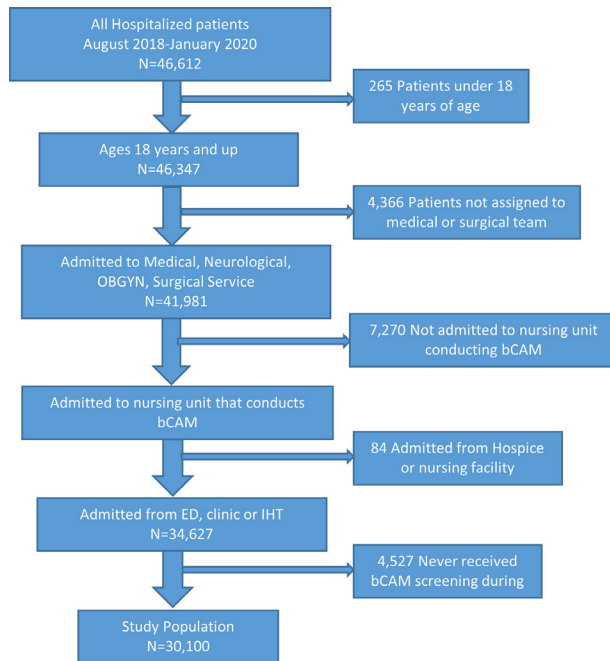 All Hospitalized patients
August 2018-January 2020
N=46,612
265 Patients under 18
years of age
Ages 18 years and up
N=46,347
4,366 Patients not assigned to
medical or surgical team
Admitted to Medical, Neurological,
OBGYN, Surgical Service
N=41,981
7,270 Not admitted to nursing unit
conducting bCAM
Admitted to nursing unit that conducts
bCAM
84 Admitted from Hospice
or nursing facility
Admitted from ED, clinic or IHT
N=34,627
4,527 Never received
bCAM screening during
Study Population
N=30,100